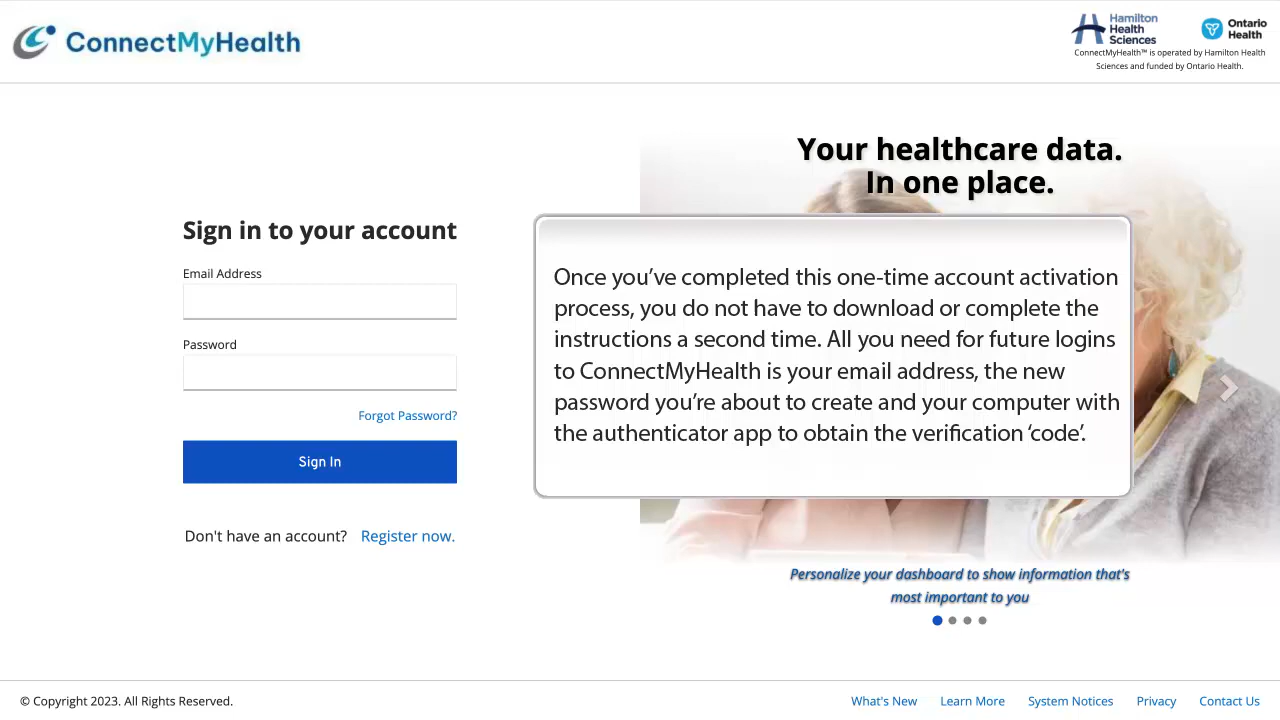 ConnectMyHealth
Hamilton
Health
Sciences
Ontario
Health
ConnectMyHealth™ is operated by Hamilton Health
Sciences and funded by Ontario Health.
Your healthcare data.
In one place.
Sign in to your account
Email Address
Password
Forgot Password?
Sign In
Don't have an account? Register now.
Once you’ve completed this one-time account activation
process, you do not have to download or complete the
instructions a second time. All you need for future logins
to ConnectMyHealth is your email address, the new
password you’re about to create and your computer with
the authenticator app to obtain the verification ‘code’.
Personalize your dashboard to show information that's
most important to you
© Copyright 2023. All Rights Reserved.
What's New Learn More System Notices Privacy Contact Us